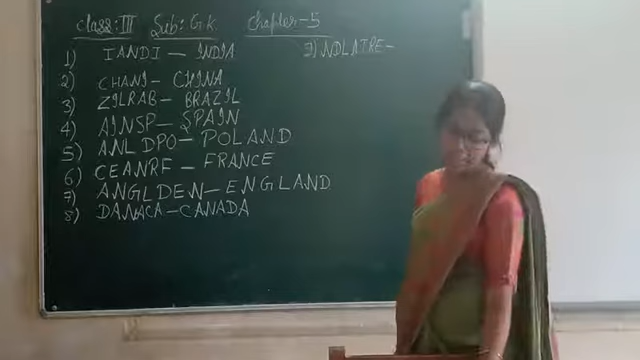 Class: III Sub: G.K Chapter-5
1) IANDI — INDIA
2) CHANI — CHINA
3) ZILRAB — BRAZIL
4) AINSP — SPAIN
5) ANLDPO — POLAND
6) CEANRF — FRANCE
7) ANGLDEN — ENGLAND
8) DANACA — CANADA
NDLATRE —